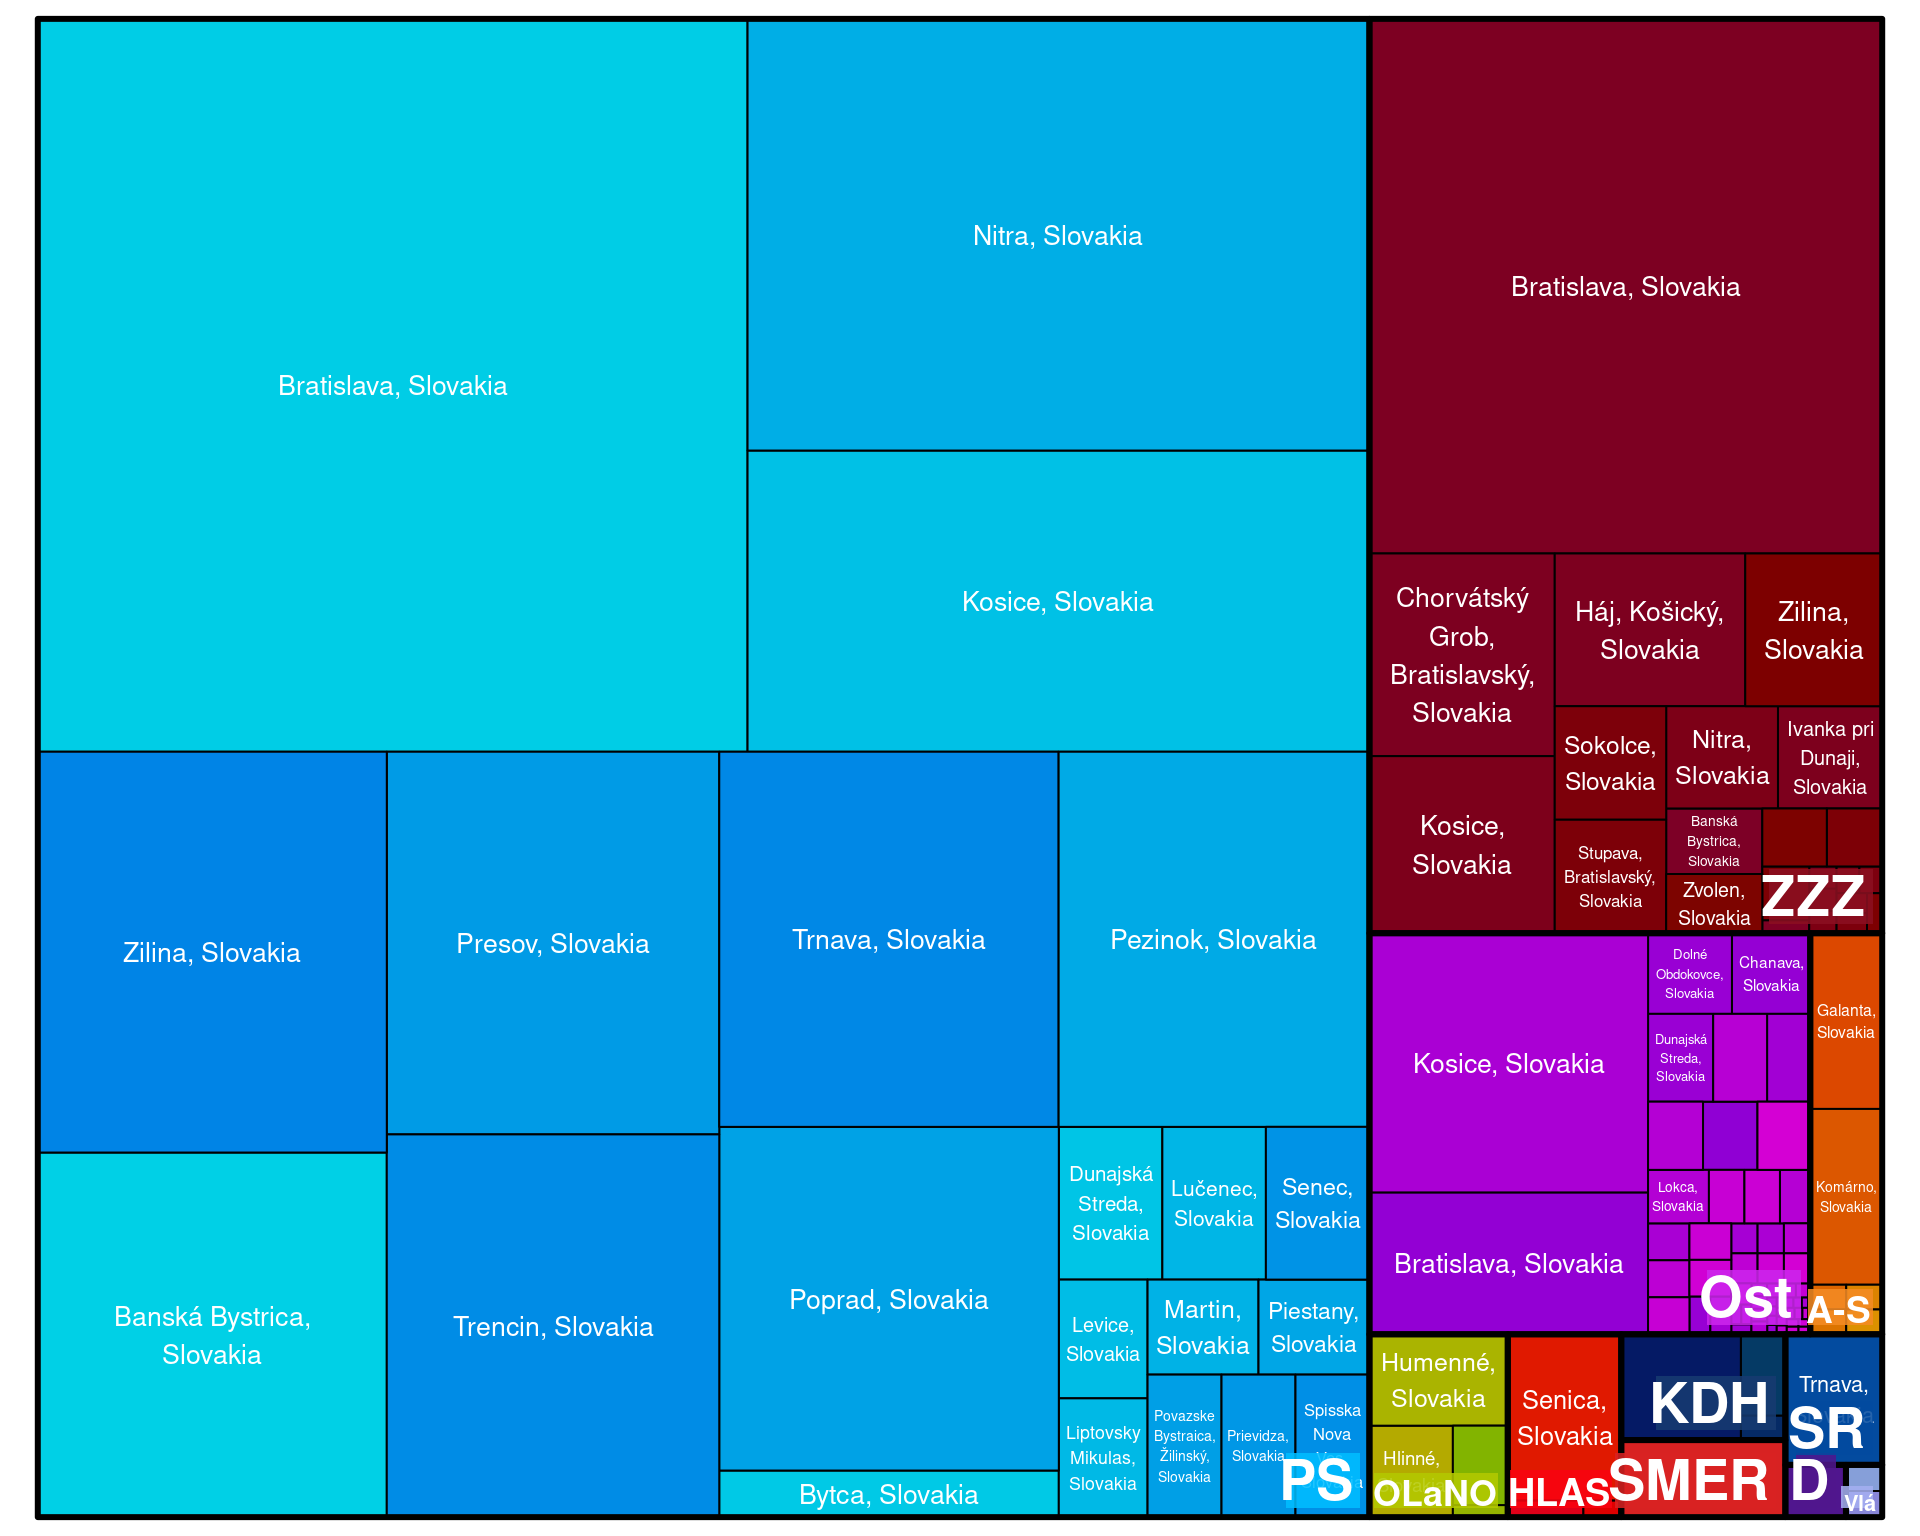 Bratislava, Slovakia
Nitra, Slovakia
Kosice, Slovakia
Zilina, Slovakia
Presov, Slovakia
Trnava, Slovakia
Pezinok, Slovakia
Banská Bystrica,
Slovakia
Trencin, Slovakia
Poprad, Slovakia
Bytca, Slovakia
Dunajská
Streda,
Slovakia
Lučenec,
Slovakia
Senec,
Slovakia
Levice,
Slovakia
Martin,
Slovakia
Piestany,
Slovakia
Liptovsky
Mikulas,
Slovakia
Povazske
Bystraica,
Žilinský,
Slovakia
Prievidza,
Slovakia
Spisska
Nova
PS
Bratislava, Slovakia
Chorvátský
Grob,
Bratislavský,
Slovakia
Háj, Košický,
Slovakia
Zilina,
Slovakia
Kosice,
Slovakia
Sokolce,
Slovakia
Nitra,
Slovakia
Ivanka pri
Dunaji,
Slovakia
Stupava,
Bratislavský,
Slovakia
Banská
Bystrica,
Slovakia
Zvolen,
Slovakia
ZZZ
Kosice, Slovakia
Bratislava, Slovakia
Dolné
Obdokovce,
Slovakia
Chanava,
Slovakia
Dunajská
Streda,
Slovakia
Lokca,
Slovakia
Ost
Galanta,
Slovakia
Komárno,
Slovakia
A-S
Humenné,
Slovakia
Hlinné,
OLaNO
Senica,
Slovakia
HLAS
KDH
SMER
Trnava,
SR
D
Vlá